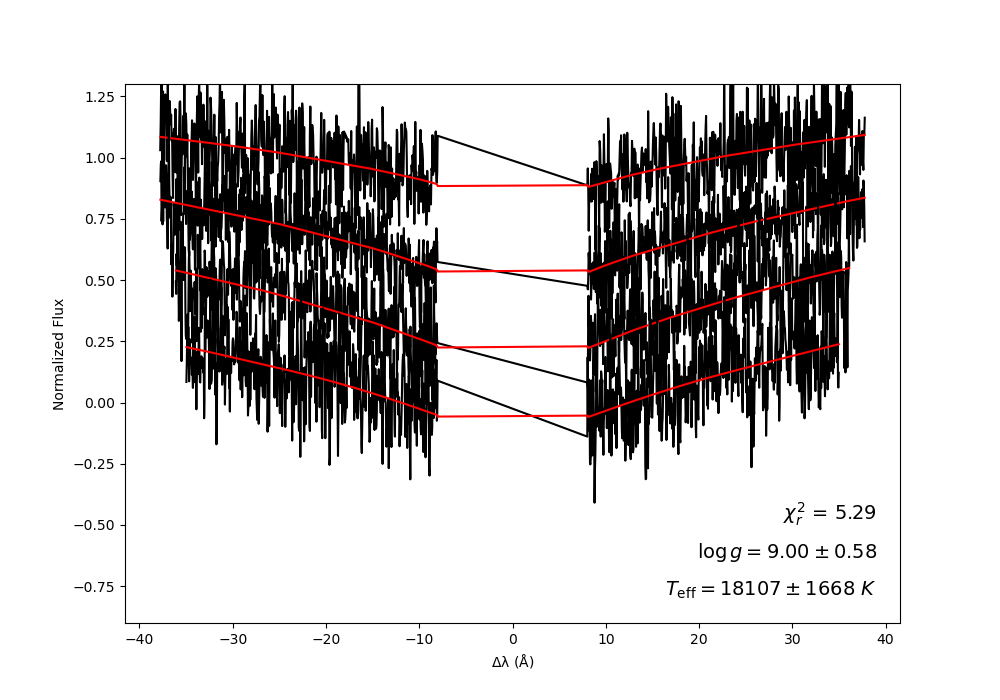 1.25
1.00
0.75
0.50
0.25
0.00
−0.25
−0.50
−0.75
Normalized Flux
χ²ᵣ = 5.29
log g = 9.00 ± 0.58
T_eff = 18107 ± 1668 K
−40 −30 −20 −10 0 10 20 30 40
Δλ (Å)